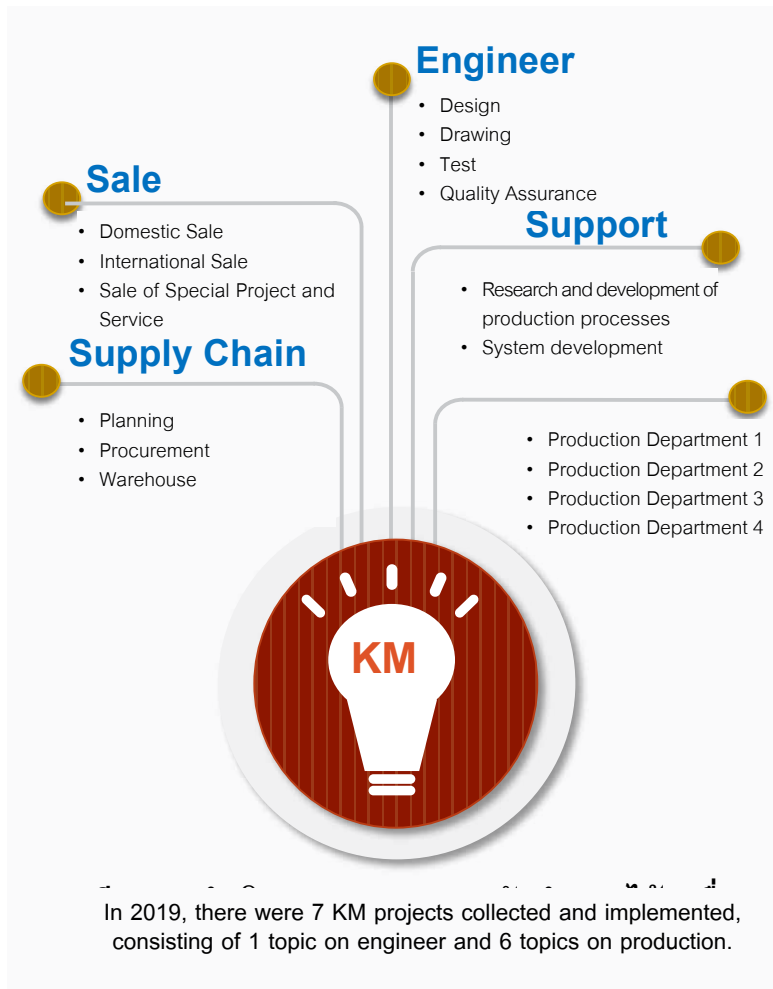 Engineer
• Design
• Drawing
• Test
• Quality Assurance
Sale
• Domestic Sale
• International Sale
• Sale of Special Project and
Service
Support
• Research and development of
production processes
• System development
Supply Chain
• Planning
• Procurement
• Warehouse
• Production Department 1
• Production Department 2
• Production Department 3
• Production Department 4
KM
In 2019, there were 7 KM projects collected and implemented,
consisting of 1 topic on engineer and 6 topics on production.